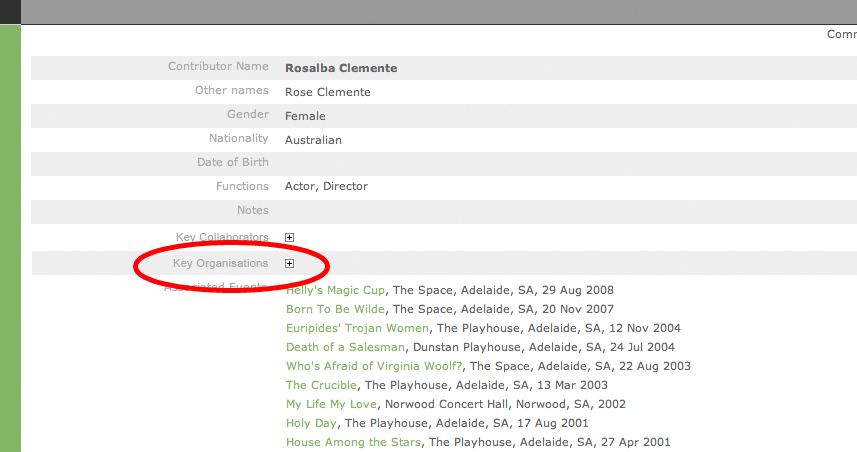 Comm
Contributor Name Rosalba Clemente
Other names Rose Clemente
Gender Female
Nationality Australian
Date of Birth
Functions Actor, Director
Notes
Key Collaborators
Key Organisations
Associated Events Helly's Magic Cup, The Space, Adelaide, SA, 29 Aug 2008
Born To Be Wilde, The Space, Adelaide, SA, 20 Nov 2007
Euripides' Trojan Women, The Playhouse, Adelaide, SA, 12 Nov 2004
Death of a Salesman, Dunstan Playhouse, Adelaide, SA, 24 Jul 2004
Who's Afraid of Virginia Woolf?, The Space, Adelaide, SA, 22 Aug 2003
The Crucible, The Playhouse, Adelaide, SA, 13 Mar 2003
My Life My Love, Norwood Concert Hall, Norwood, SA, 2002
Holy Day, The Playhouse, Adelaide, SA, 17 Aug 2001
House Among the Stars, The Playhouse, Adelaide, SA, 27 Apr 2001